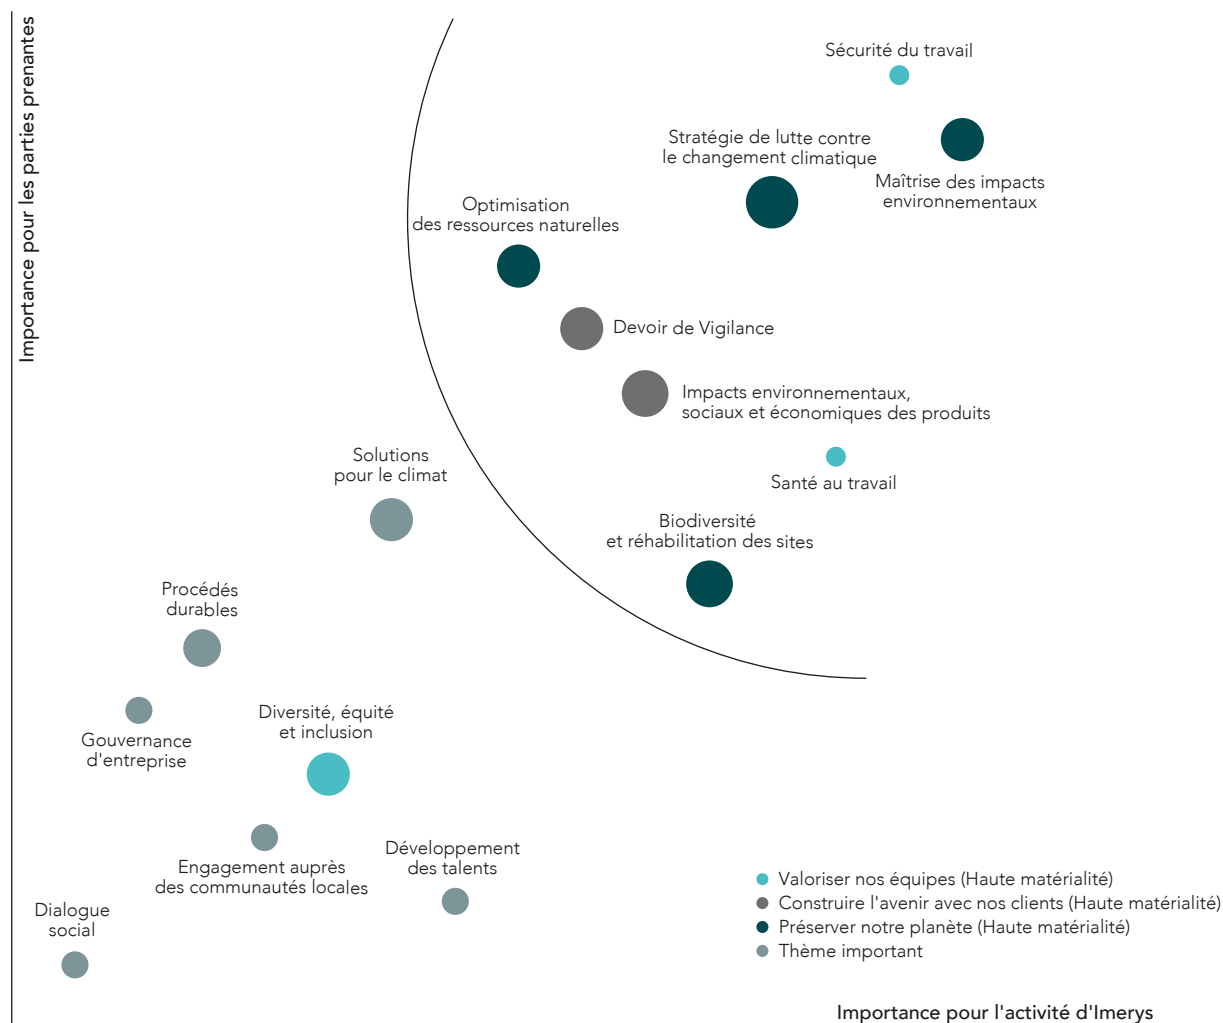 Importance pour les parties prenantes
Sécurité du travail
Stratégie de lutte contre
le changement climatique
Maîtrise des impacts
environnementaux
Optimisation
des ressources naturelles
Devoir de Vigilance
Impacts environnementaux,
sociaux et économiques des produits
Solutions
pour le climat
Santé au travail
Biodiversité
et réhabilitation des sites
Procédés
durables
Gouvernance
d'entreprise
Diversité, équité
et inclusion
Engagement auprès
des communautés locales
Développement
des talents
Dialogue
social
Valoriser nos équipes (Haute matérialité)
Construire l'avenir avec nos clients (Haute matérialité)
Préserver notre planète (Haute matérialité)
Thème important
Importance pour l'activité d'Imerys